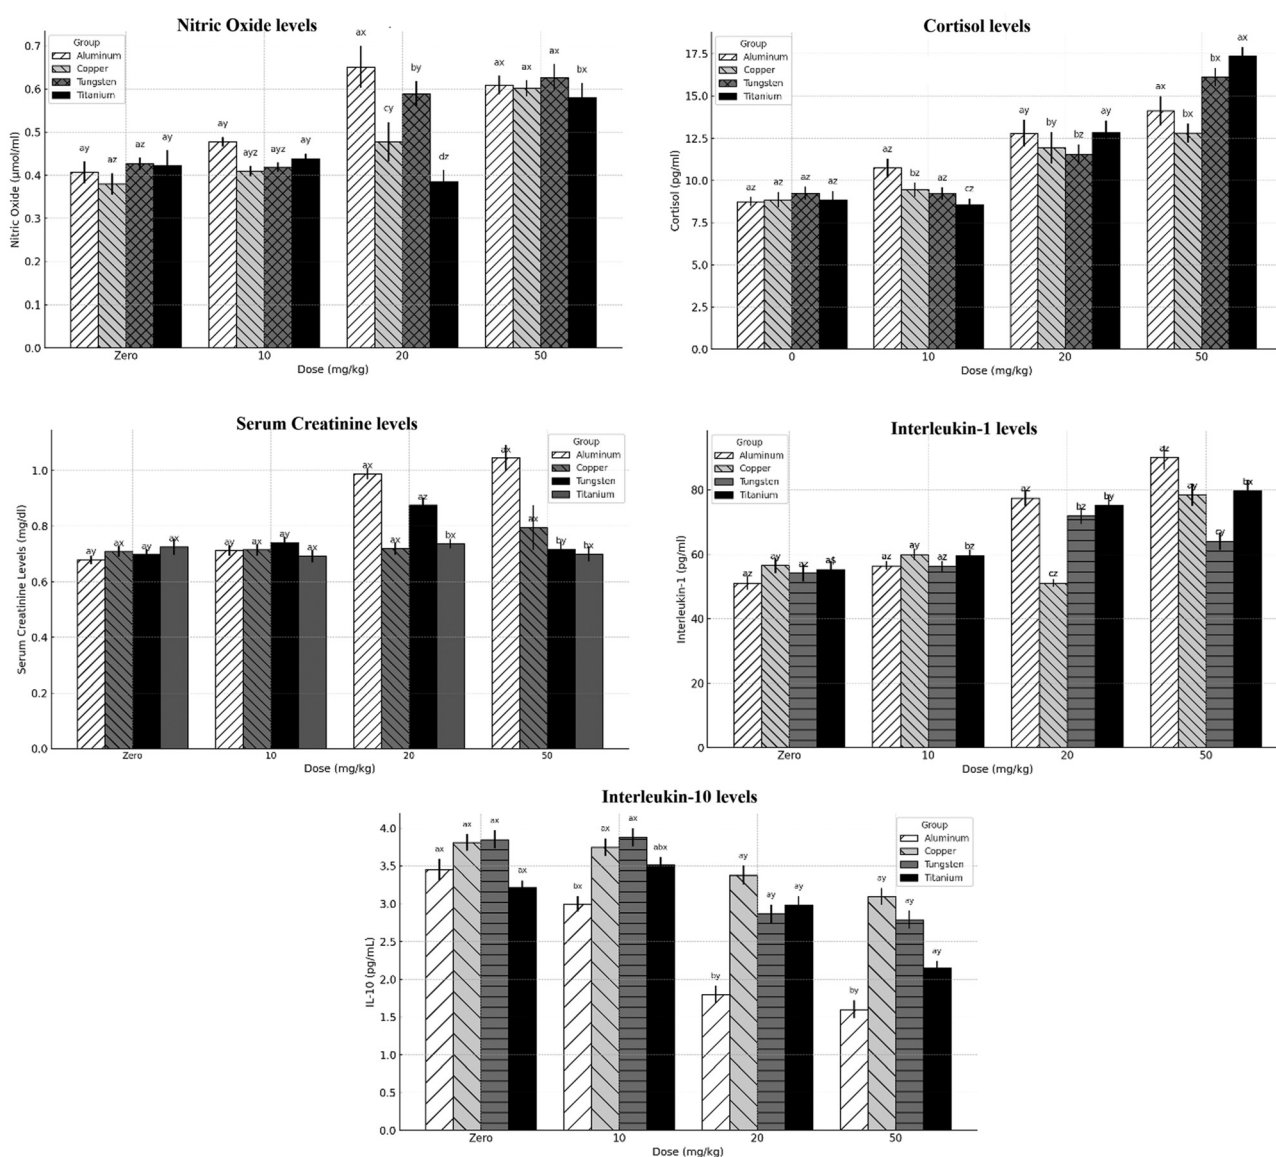 Nitric Oxide levels
Group
Aluminum
Copper
Tungsten
Titanium
Nitric Oxide (µmol/ml)
0.7
0.6
0.5
0.4
0.3
0.2
0.1
0.0
ay az az ay
ay ayz ayz ay
ax cy by dz
ax ax ax bx
Zero 10 20 50
Dose (mg/kg)
Cortisol levels
Group
Aluminum
Copper
Tungsten
Titanium
Cortisol (pg/ml)
17.5
15.0
12.5
10.0
7.5
5.0
2.5
0.0
az az az az
az bz az cz
ay by bz ay
ax bx bx ax
0 10 20 50
Dose (mg/kg)
Serum Creatinine levels
Group
Aluminum
Copper
Tungsten
Titanium
Serum Creatinine Levels (mg/dl)
1.0
0.8
0.6
0.4
0.2
0.0
ay ax ay bx
ay ax ay ax
ax ax az bx
ax ax by bx
Zero 10 20 50
Dose (mg/kg)
Interleukin-1 levels
Group
Aluminum
Copper
Tungsten
Titanium
Interleukin-1 (pg/ml)
80
60
40
20
0
az ay az
az ay az bz
az cz bz by
az ay cy bx
Zero 10 20 50
Dose (mg/kg)
Interleukin-10 levels
Group
Aluminum
Copper
Tungsten
Titanium
IL-10 (pg/mL)
4.0
3.5
3.0
2.5
2.0
1.5
1.0
0.5
0.0
ax ax ax ax
bx ax ax abx
by ay ay ay
by ay ay ay
Zero 10 20 50
Dose (mg/kg)